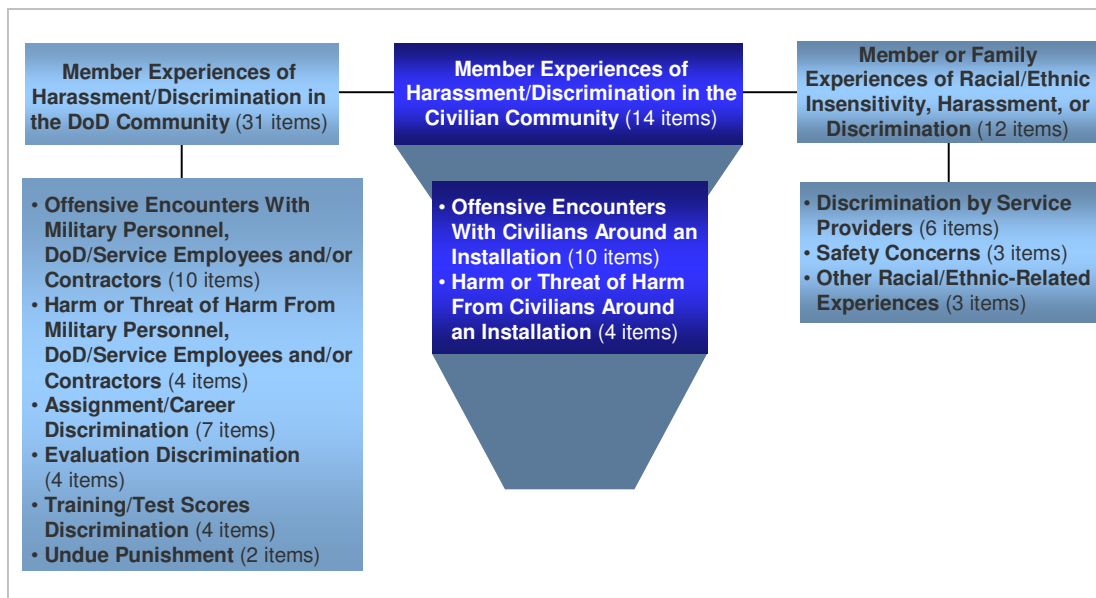 Member Experiences of
Harassment/Discrimination in
the DoD Community (31 items)
• Offensive Encounters With
Military Personnel,
DoD/Service Employees and/or
Contractors (10 items)
• Harm or Threat of Harm From
Military Personnel,
DoD/Service Employees and/or
Contractors (4 items)
• Assignment/Career
Discrimination (7 items)
• Evaluation Discrimination
(4 items)
• Training/Test Scores
Discrimination (4 items)
• Undue Punishment (2 items)
Member Experiences of
Harassment/Discrimination in the
Civilian Community (14 items)
• Offensive Encounters
With Civilians Around an
Installation (10 items)
• Harm or Threat of Harm
From Civilians Around
an Installation (4 items)
Member or Family
Experiences of Racial/Ethnic
Insensitivity, Harassment, or
Discrimination (12 items)
• Discrimination by Service
Providers (6 items)
• Safety Concerns (3 items)
• Other Racial/Ethnic-Related
Experiences (3 items)